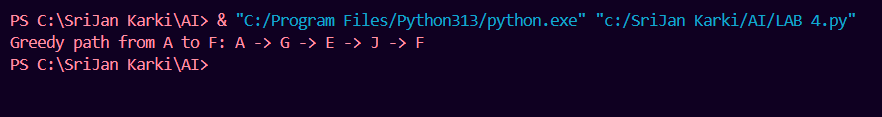 PS C:\SriJan Karki\AI> & "C:/Program Files/Python313/python.exe" "c:/SriJan Karki/AI/LAB 4.py"
Greedy path from A to F: A -> G -> E -> J -> F
PS C:\SriJan Karki\AI>